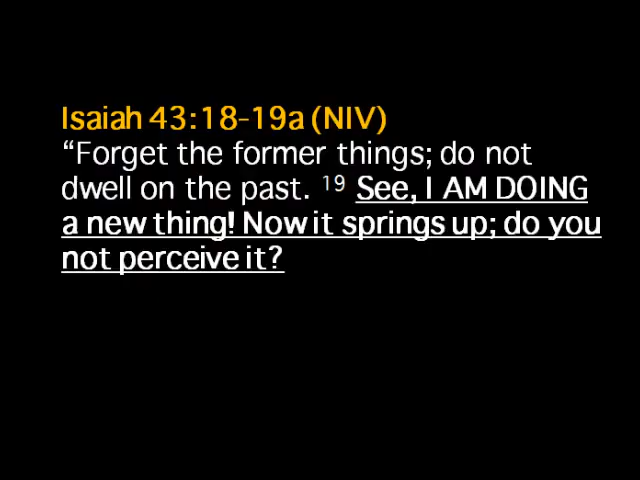 Isaiah 43:18-19a (NIV)
“Forget the former things; do not
dwell on the past. 19 See, I AM DOING
a new thing! Now it springs up; do you
not perceive it?